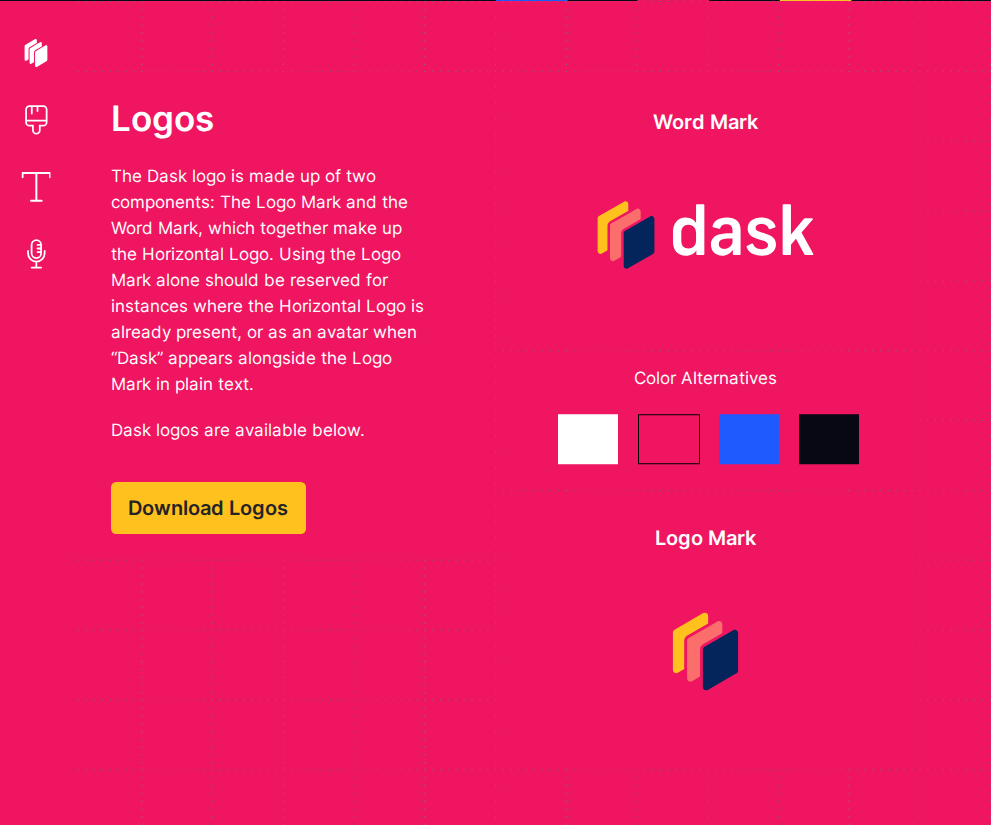 Logos
The Dask logo is made up of two
components: The Logo Mark and the
Word Mark, which together make up
the Horizontal Logo. Using the Logo
Mark alone should be reserved for
instances where the Horizontal Logo is
already present, or as an avatar when
“Dask” appears alongside the Logo
Mark in plain text.
Dask logos are available below.
Download Logos
Word Mark
dask
Color Alternatives
Logo Mark